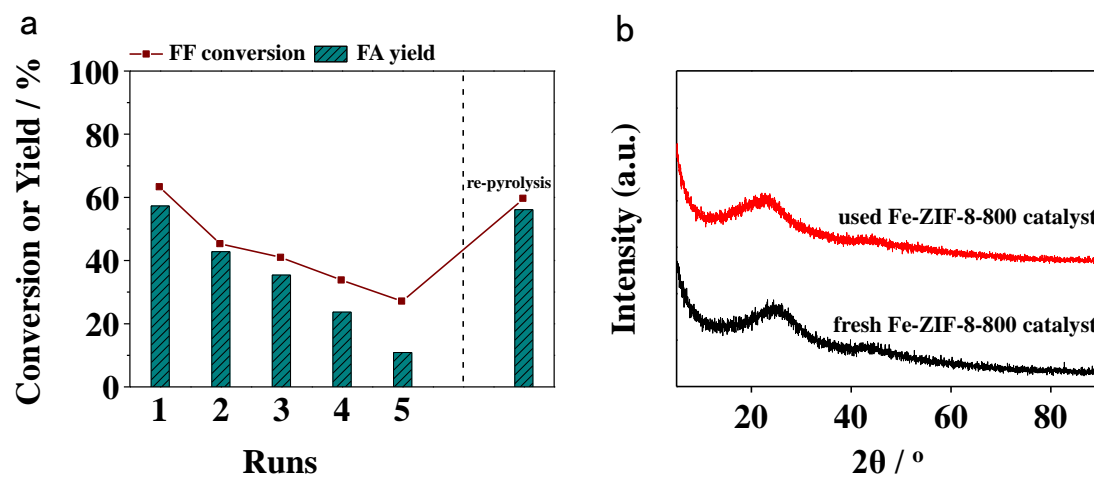 a
FF conversion FA yield
Conversion or Yield / %
100
80
60
40
20
0
re-pyrolysis
1 2 3 4 5
Runs
b
Intensity (a.u.)
used Fe-ZIF-8-800 catalyst
fresh Fe-ZIF-8-800 catalyst
20 40 60 80
2θ / º